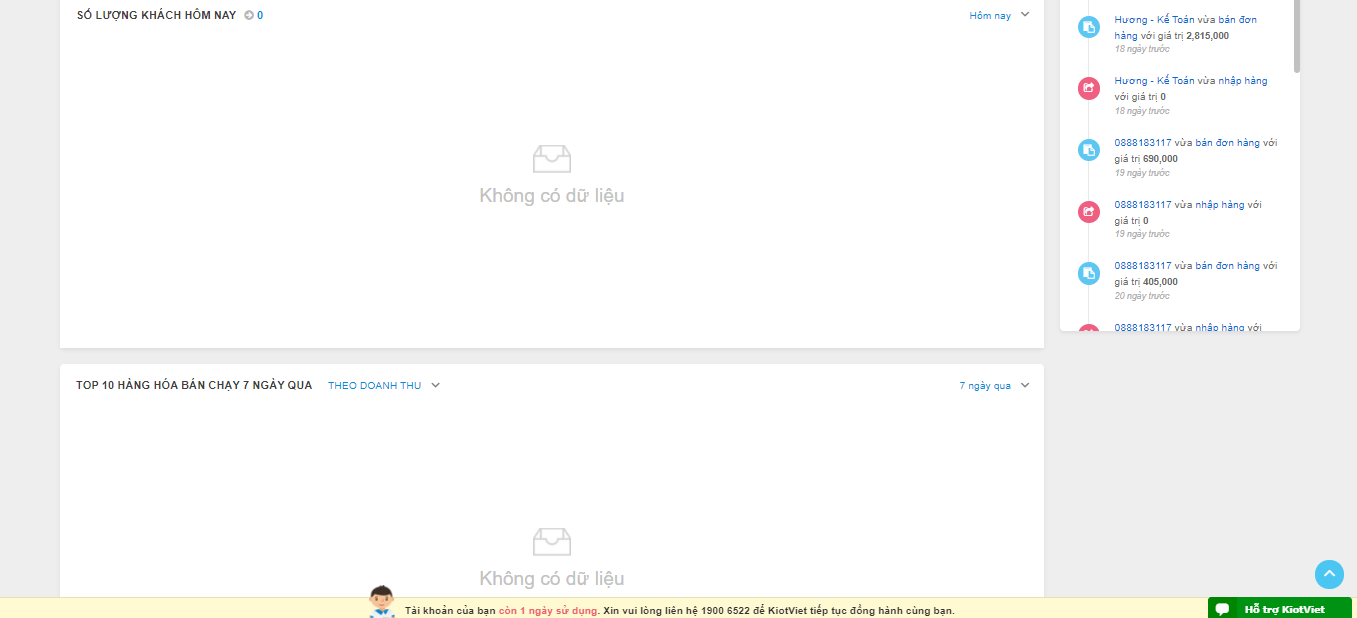 SỐ LƯỢNG KHÁCH HÔM NAY 0
Hôm nay
Không có dữ liệu
TOP 10 HÀNG HÓA BÁN CHẠY 7 NGÀY QUA THEO DOANH THU
7 ngày qua
Không có dữ liệu
Hương - Kế Toán vừa bán đơn
hàng với giá trị 2,815,000
18 ngày trước
Hương - Kế Toán vừa nhập hàng
với giá trị 0
18 ngày trước
0888183117 vừa bán đơn hàng với
giá trị 690,000
19 ngày trước
0888183117 vừa nhập hàng với
giá trị 0
19 ngày trước
0888183117 vừa bán đơn hàng với
giá trị 405,000
20 ngày trước
0888183117 vừa nhập hàng với
Tài khoản của bạn còn 1 ngày sử dụng. Xin vui lòng liên hệ 1900 6522 để KiotViet tiếp tục đồng hành cùng bạn.
Hỗ trợ KiotViet